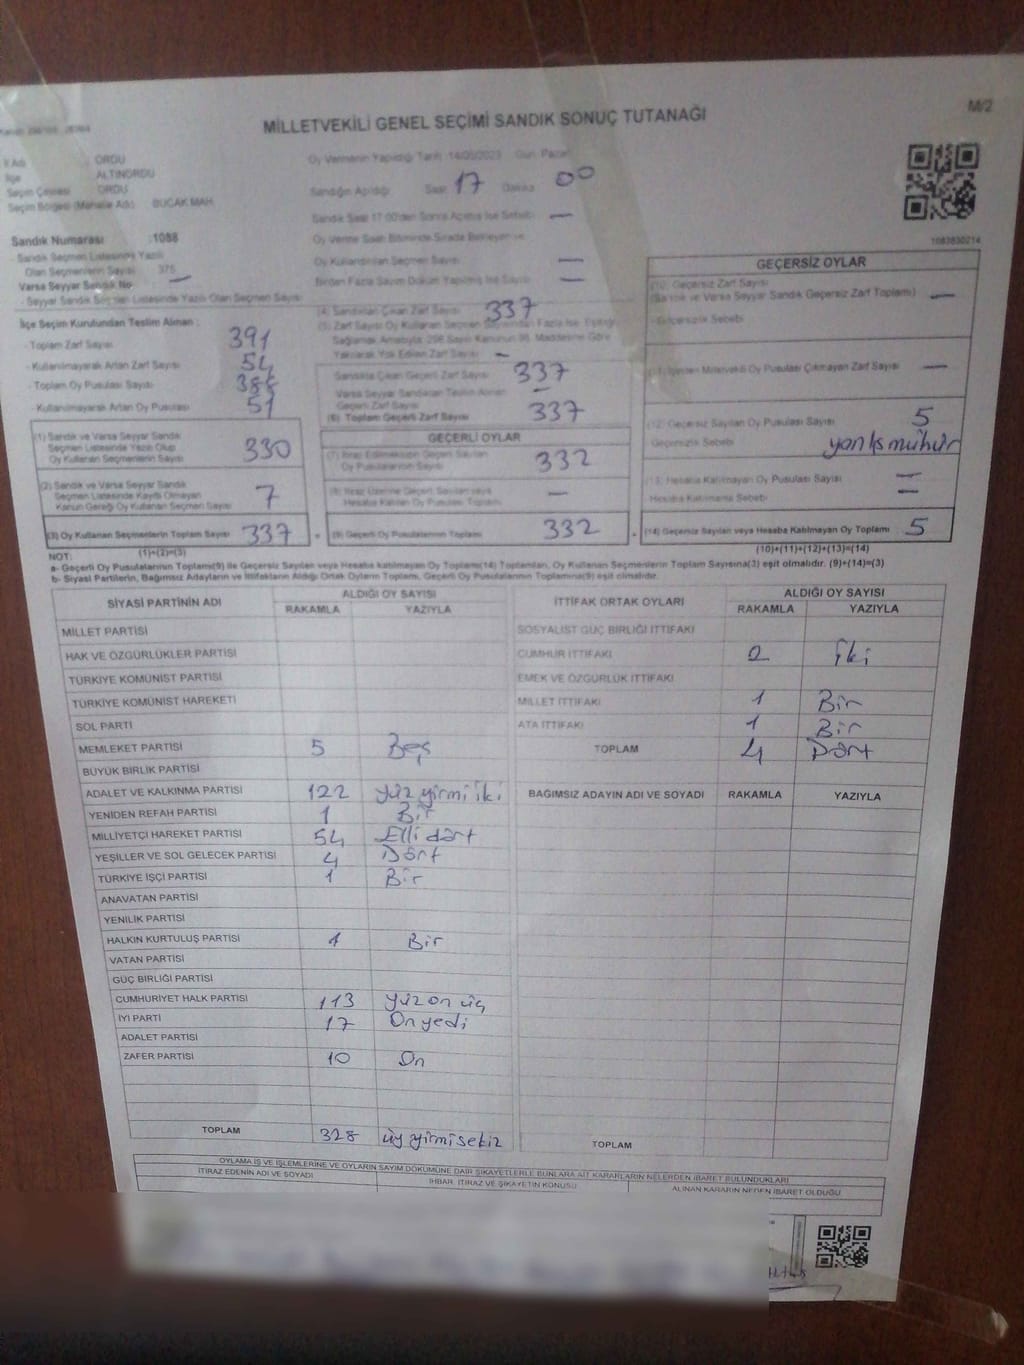 MİLLETVEKİLİ GENEL SEÇİMİ SANDIK SONUÇ TUTANAĞI
M/2
İl Adı : ORDU
İlçe : ALTINORDU
Seçim Çevresi : ORDU
Seçim Bölgesi (Mahalle Adı) : BUCAK MAH.
Oy Vermenin Yapıldığı Tarih : 14/05/2023 Gün : Pazar
Sandığın Açıldığı Saat 17 Dakika 00
Sandık Saat 17:00'den Sonra Açılmış İse Sebebi : —
Sandık Numarası : 1088
Sandık Seçmen Listesinde Yazılı
Olan Seçmenlerin Sayısı : 375
Varsa Seyyar Sandık No : —
- Seyyar Sandık Seçmen Listesinde Yazılı Olan Seçmen Sayısı
Oy Verme Saati Bitiminde Sırada Bekleyen ve
Oy Kullandırılan Seçmen Sayısı : —
Birden Fazla Sayım Döküm Yapılmış İse Sayısı : —
1083830214
İlçe Seçim Kurulundan Teslim Alınan :
- Toplam Zarf Sayısı 391
- Kullanılmayarak Artan Zarf Sayısı 54
- Toplam Oy Pusulası Sayısı 388
- Kullanılmayarak Artan Oy Pusulası 51
(1) Sandık ve Varsa Seyyar Sandık
Seçmen Listesinde Yazılı Olup
Oy Kullanan Seçmenlerin Sayısı 330
(2) Sandık ve Varsa Seyyar Sandık
Seçmen Listesinde Kayıtlı Olmayan
Kanun Gereği Oy Kullanan Seçmen Sayısı 7
(3) Oy Kullanan Seçmenlerin Toplam Sayısı 337
(1)+(2)=(3)
(4) Sandıktan Çıkan Zarf Sayısı 337
(5) Zarf Sayısı Oy Kullanan Seçmen Sayısından Fazla İse, Eşitliği
Sağlamak Amacıyla, 298 Sayılı Kanunun 98. Maddesine Göre
Yakılarak Yok Edilen Zarf Sayısı —
Sandıkta Çıkan Geçerli Zarf Sayısı 337
Varsa Seyyar Sandıktan Teslim Alınan
Geçerli Zarf Sayısı —
(6) Toplam Geçerli Zarf Sayısı 337
GEÇERLİ OYLAR
(7) İtiraz Edilmeksizin Geçerli Sayılan
Oy Pusulalarının Sayısı 332
(8) İtiraz Üzerine Geçerli Sayılan veya
Hesaba Katılan Oy Pusulası Toplamı —
(9) Geçerli Oy Pusulalarının Toplamı 332
GEÇERSİZ OYLAR
(10) Geçersiz Zarf Sayısı
(Sandık ve Varsa Seyyar Sandık Geçersiz Zarf Toplamı) —
- Geçersizlik Sebebi
(11) İçinden Milletvekili Oy Pusulası Çıkmayan Zarf Sayısı —
(12) Geçersiz Sayılan Oy Pusulası Sayısı 5
Geçersizlik Sebebi yanlış mühür
(13) Hesaba Katılmayan Oy Pusulası Sayısı —
Hesaba Katılmama Sebebi —
(14) Geçersiz Sayılan veya Hesaba Katılmayan Oy Toplamı 5
(10)+(11)+(12)+(13)=(14)
NOT:
a- Geçerli Oy Pusulalarının Toplamı(9) ile Geçersiz Sayılan veya Hesaba katılmayan Oy Toplamı(14) Toplamları, Oy Kullanan Seçmenlerin Toplam Sayısına(3) eşit olmalıdır. (9)+(14)=(3)
b- Siyasi Partilerin, Bağımsız Adayların ve İttifakların Aldığı Ortak Oyların Toplamı, Geçerli Oy Pusulalarının Toplamına(9) eşit olmalıdır.
SİYASİ PARTİNİN ADI ALDIĞI OY SAYISI
RAKAMLA YAZIYLA
MİLLET PARTİSİ
HAK VE ÖZGÜRLÜKLER PARTİSİ
TÜRKİYE KOMÜNİST PARTİSİ
TÜRKİYE KOMÜNİST HAREKETİ
SOL PARTİ
MEMLEKET PARTİSİ 5 Beş
BÜYÜK BİRLİK PARTİSİ
ADALET VE KALKINMA PARTİSİ 122 yüz yirmi iki
YENİDEN REFAH PARTİSİ 1 Bir
MİLLİYETÇİ HAREKET PARTİSİ 54 Elli dört
YEŞİLLER VE SOL GELECEK PARTİSİ 4 Dört
TÜRKİYE İŞÇİ PARTİSİ 1 Bir
ANAVATAN PARTİSİ
YENİLİK PARTİSİ
HALKIN KURTULUŞ PARTİSİ 1 Bir
VATAN PARTİSİ
GÜÇ BİRLİĞİ PARTİSİ
CUMHURİYET HALK PARTİSİ 113 yüz on üç
İYİ PARTİ 17 On yedi
ADALET PARTİSİ
ZAFER PARTİSİ 10 On
TOPLAM 328 üç yirmi sekiz
İTTİFAK ORTAK OYLARI ALDIĞI OY SAYISI
RAKAMLA YAZIYLA
SOSYALİST GÜÇ BİRLİĞİ İTTİFAKI
CUMHUR İTTİFAKI 2 iki
EMEK VE ÖZGÜRLÜK İTTİFAKI
MİLLET İTTİFAKI 1 Bir
ATA İTTİFAKI 1 Bir
TOPLAM 4 Dört
BAĞIMSIZ ADAYIN ADI VE SOYADI RAKAMLA YAZIYLA
TOPLAM
OYLAMA İŞ VE İŞLEMLERİNE VE OYLARIN SAYIM DÖKÜMÜNE DAİR ŞİKAYETLERLE BUNLARA AİT KARARLARIN NELERDEN İBARET BULUNDUKLARI
İTİRAZ EDENİN ADI VE SOYADI İHBAR, İTİRAZ VE ŞİKAYETİN KONUSU ALINAN KARARIN NEDEN İBARET OLDUĞU